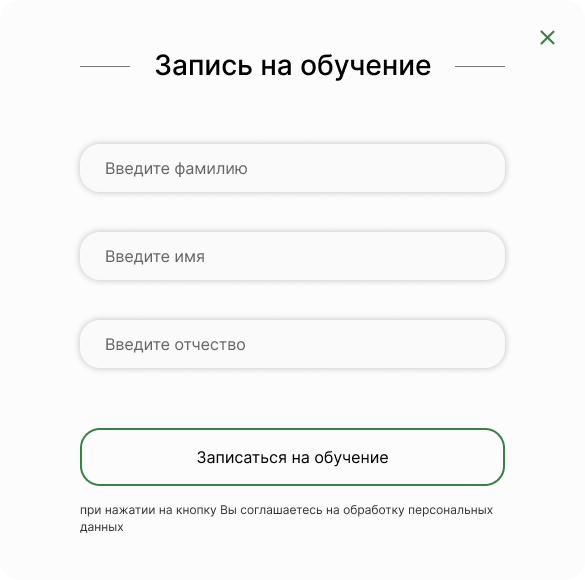 Запись на обучение
Введите фамилию
Введите имя
Введите отчество
Записаться на обучение
при нажатии на кнопку Вы соглашаетесь на обработку персональных
данных